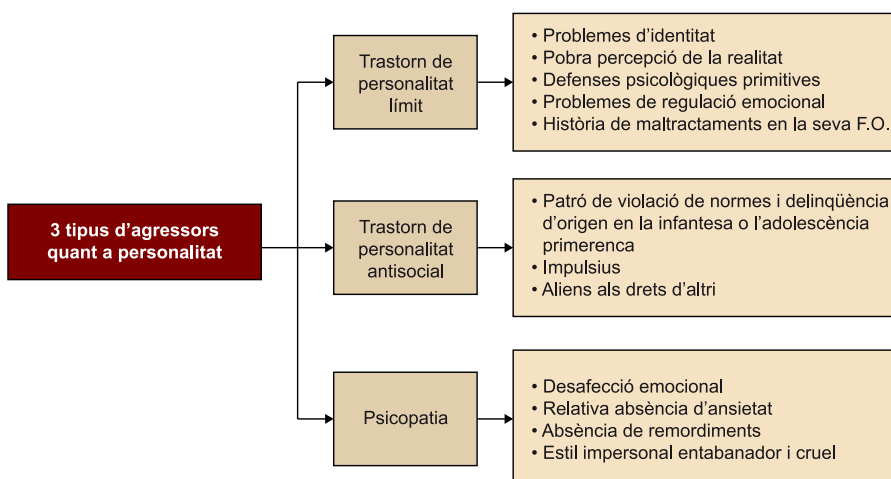 3 tipus d’agressors
quant a personalitat
Trastorn de
personalitat
límit
• Problemes d’identitat
• Pobra percepció de la realitat
• Defenses psicològiques primitives
• Problemes de regulació emocional
• Història de maltractaments en la seva F.O.
Trastorn de
personalitat
antisocial
• Patró de violació de normes i delinqüència
d’origen en la infantesa o l’adolescència
primerenca
• Impulsius
• Aliens als drets d’altri
Psicopatia
• Desafecció emocional
• Relativa absència d’ansietat
• Absència de remordiments
• Estil impersonal entabanador i cruel